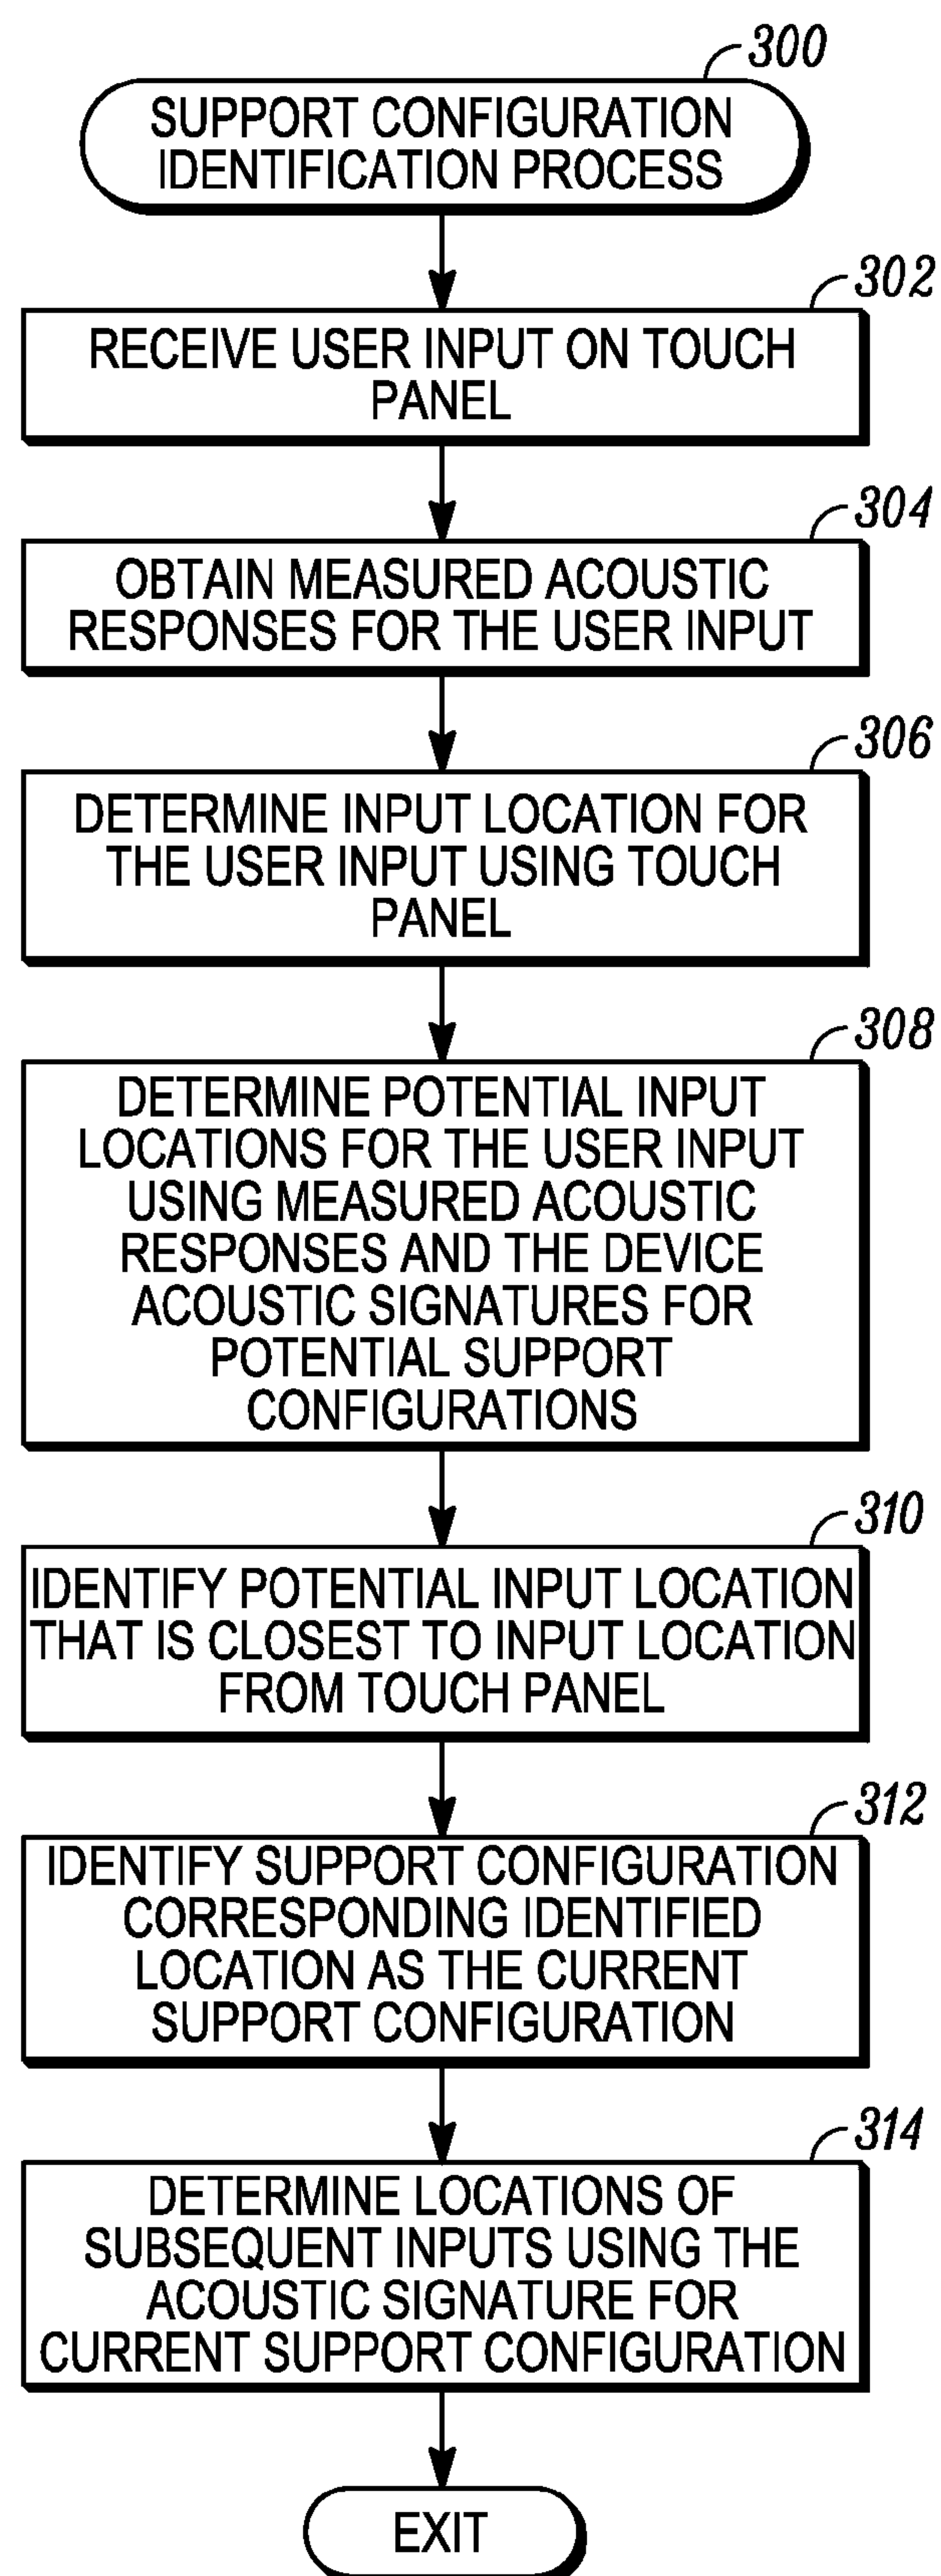 300
SUPPORT CONFIGURATION
IDENTIFICATION PROCESS
302
RECEIVE USER INPUT ON TOUCH
PANEL
304
OBTAIN MEASURED ACOUSTIC
RESPONSES FOR THE USER INPUT
306
DETERMINE INPUT LOCATION FOR
THE USER INPUT USING TOUCH
PANEL
308
DETERMINE POTENTIAL INPUT
LOCATIONS FOR THE USER INPUT
USING MEASURED ACOUSTIC
RESPONSES AND THE DEVICE
ACOUSTIC SIGNATURES FOR
POTENTIAL SUPPORT
CONFIGURATIONS
310
IDENTIFY POTENTIAL INPUT LOCATION
THAT IS CLOSEST TO INPUT LOCATION
FROM TOUCH PANEL
312
IDENTIFY SUPPORT CONFIGURATION
CORRESPONDING IDENTIFIED
LOCATION AS THE CURRENT
SUPPORT CONFIGURATION
314
DETERMINE LOCATIONS OF
SUBSEQUENT INPUTS USING THE
ACOUSTIC SIGNATURE FOR
CURRENT SUPPORT CONFIGURATION
EXIT